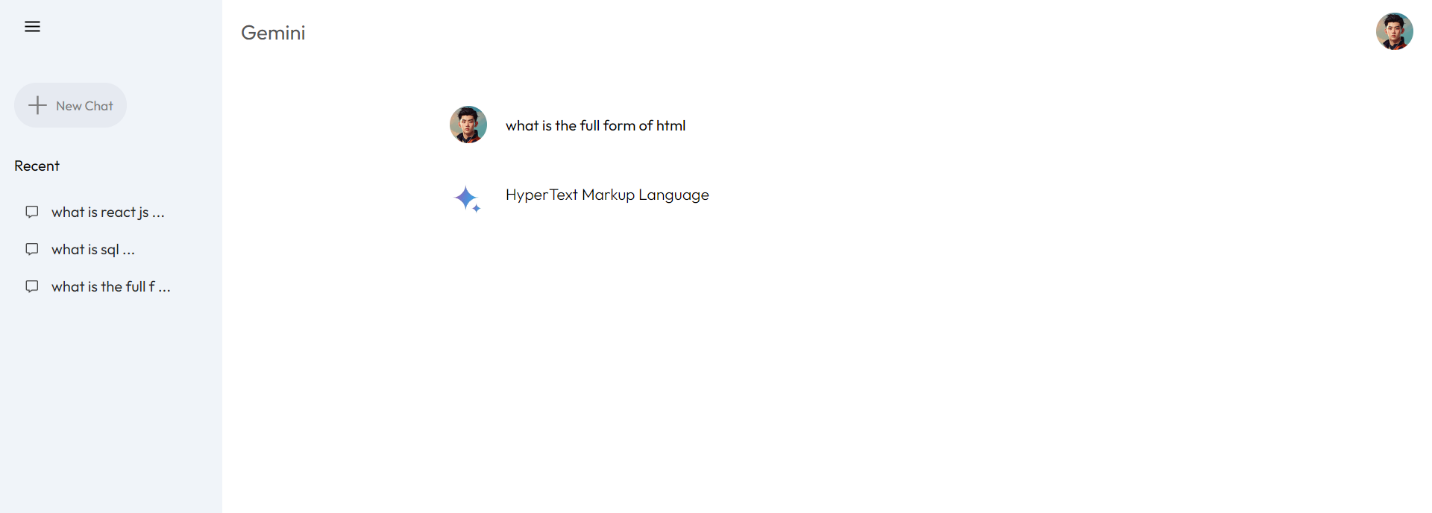 Gemini
New Chat
Recent
what is react js ...
what is sql ...
what is the full f ...
what is the full form of html
HyperText Markup Language